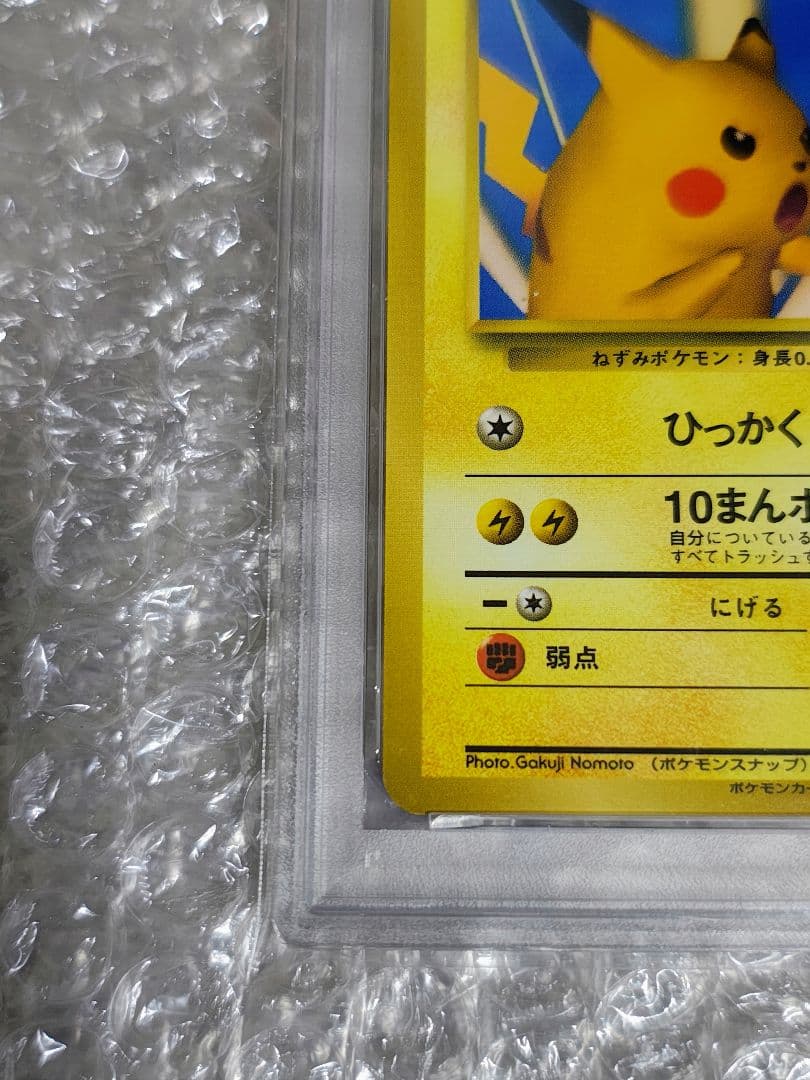 ねずみポケモン：身長0.
ひっかく
10まんボ
自分についている
すべてトラッシュ
にげる
弱点
Photo.Gakuji Nomoto （ポケモンスナップ）
ポケモンカー